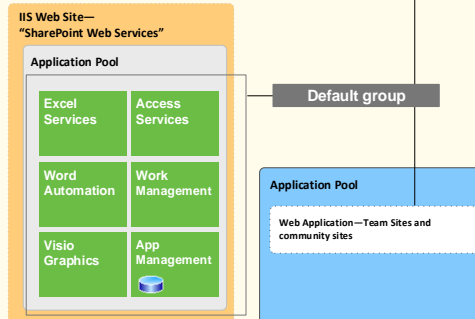 IIS Web Site—
“SharePoint Web Services”
Application Pool
Excel
Services
Access
Services
Word
Automation
Work
Management
Visio
Graphics
App
Management
Default group
Application Pool
Web Application—Team Sites and
community sites